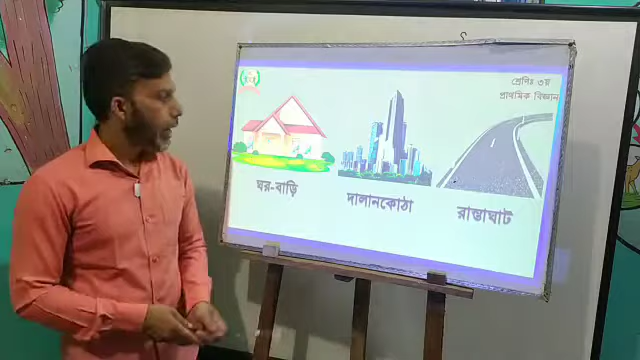 শ্রেণিঃ ৩য়
প্রাথমিক বিজ্ঞান
ঘর-বাড়ি
দালানকোঠা
রাস্তাঘাট